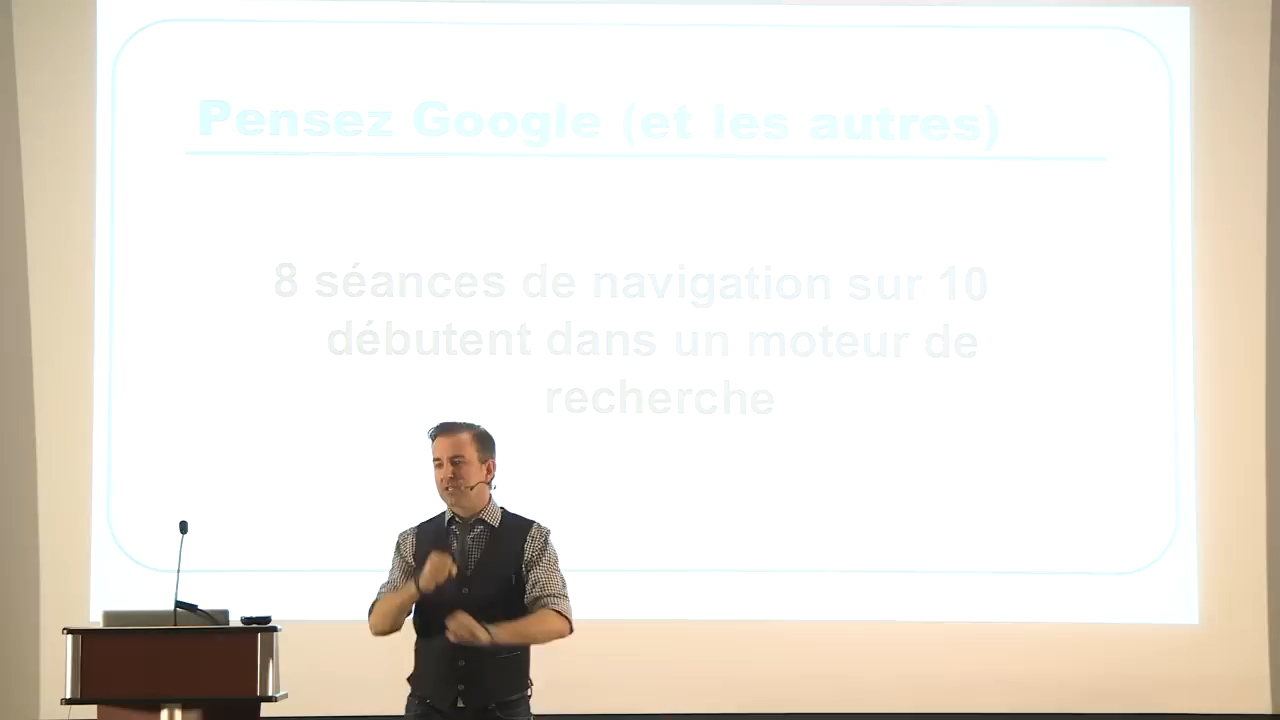 Pensez Google (et les autres)
8 séances de navigation sur 10
débutent dans un moteur de
recherche